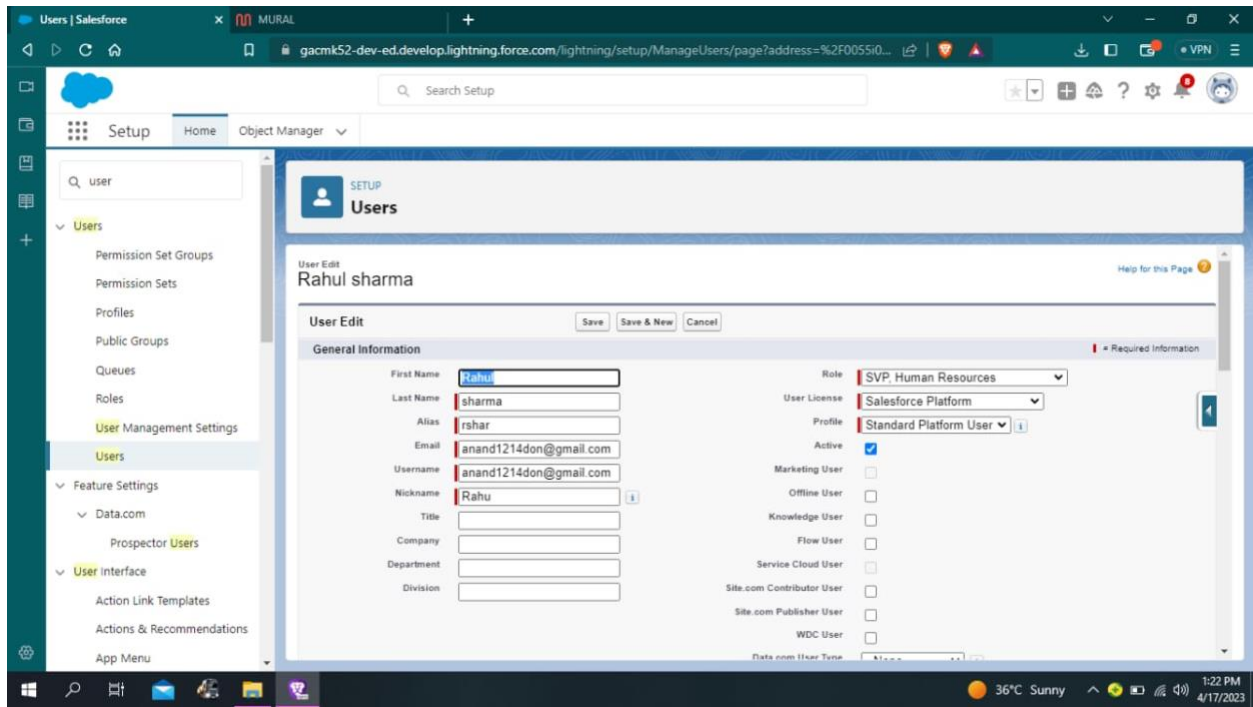 Users | Salesforce
MURAL
gacmk52-dev-ed.develop.lightning.force.com/lightning/setup/ManageUsers/page?address=%2F0055i0...
VPN
Search Setup
8
Setup Home Object Manager
user
SETUP
Users
Users
Permission Set Groups
Permission Sets
Profiles
Public Groups
Queues
Roles
User Management Settings
Users
Feature Settings
Data.com
Prospector Users
User Interface
Action Link Templates
Actions & Recommendations
App Menu
User Edit
Rahul sharma
Help for this Page
User Edit Save Save & New Cancel
General Information = Required Information
First Name Rahul Role SVP, Human Resources
Last Name sharma User License Salesforce Platform
Alias rshar Profile Standard Platform User
Email anand1214don@gmail.com Active
Username anand1214don@gmail.com Marketing User
Nickname Rahu Offline User
Title Knowledge User
Company Flow User
Department Service Cloud User
Division Site.com Contributor User
Site.com Publisher User
WDC User
Data.com User Type
36°C Sunny
1:22 PM
4/17/2023